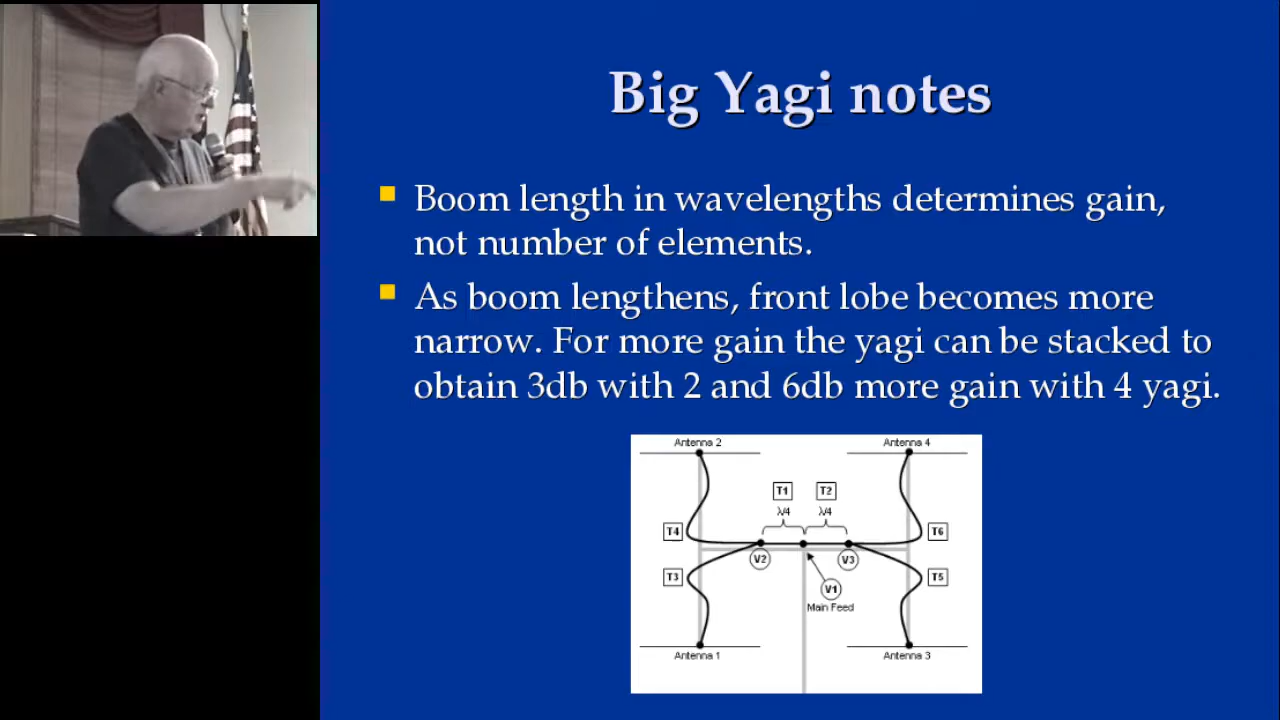 Big Yagi notes
Boom length in wavelengths determines gain,
not number of elements.
As boom lengthens, front lobe becomes more
narrow. For more gain the yagi can be stacked to
obtain 3db with 2 and 6db more gain with 4 yagi.
Antenna 2
Antenna 4
T1
T2
λ/4
λ/4
T4
T6
V2
V3
T3
T5
V1
Main Feed
Antenna 1
Antenna 3